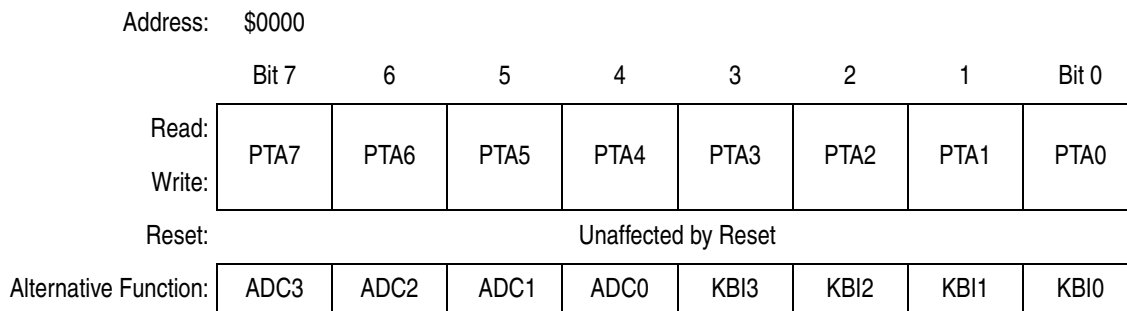 Address: $0000
Bit 7 6 5 4 3 2 1 Bit 0
Read:
PTA7 PTA6 PTA5 PTA4 PTA3 PTA2 PTA1 PTA0
Write:
Reset: Unaffected by Reset
Alternative Function: ADC3 ADC2 ADC1 ADC0 KBI3 KBI2 KBI1 KBI0